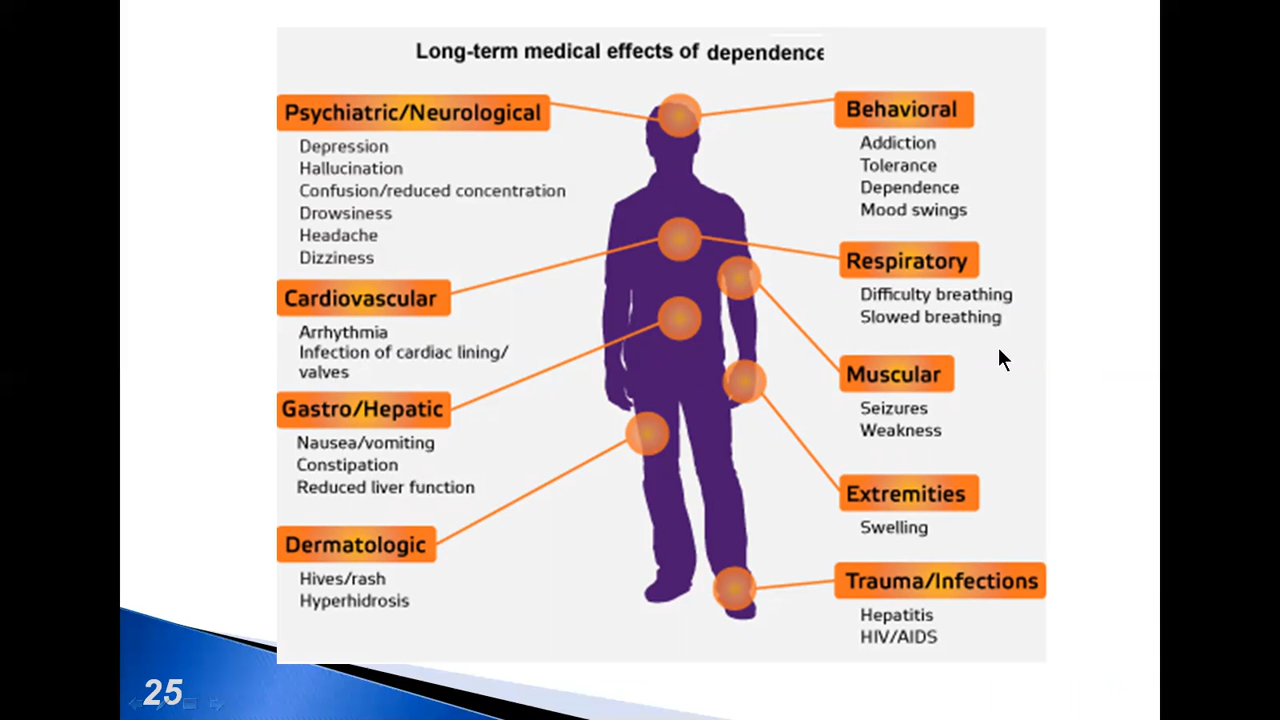 Long-term medical effects of dependence
Psychiatric/Neurological
Depression
Hallucination
Confusion/reduced concentration
Drowsiness
Headache
Dizziness
Cardiovascular
Arrhythmia
Infection of cardiac lining/
valves
Gastro/Hepatic
Nausea/vomiting
Constipation
Reduced liver function
Dermatologic
Hives/rash
Hyperhidrosis
Behavioral
Addiction
Tolerance
Dependence
Mood swings
Respiratory
Difficulty breathing
Slowed breathing
Muscular
Seizures
Weakness
Extremities
Swelling
Trauma/Infections
Hepatitis
HIV/AIDS
25